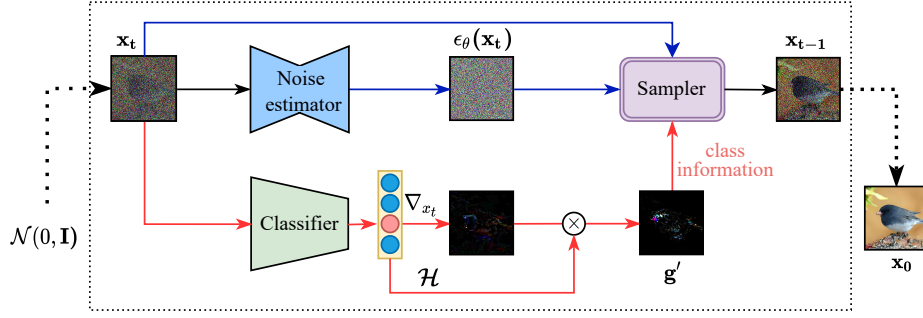 x_t
ϵ_θ(x_t)
x_{t−1}
Noise
estimator
Sampler
class
information
Classifier
∇_{x_t}
×
𝒩(0, I)
ℋ
g′
x_0